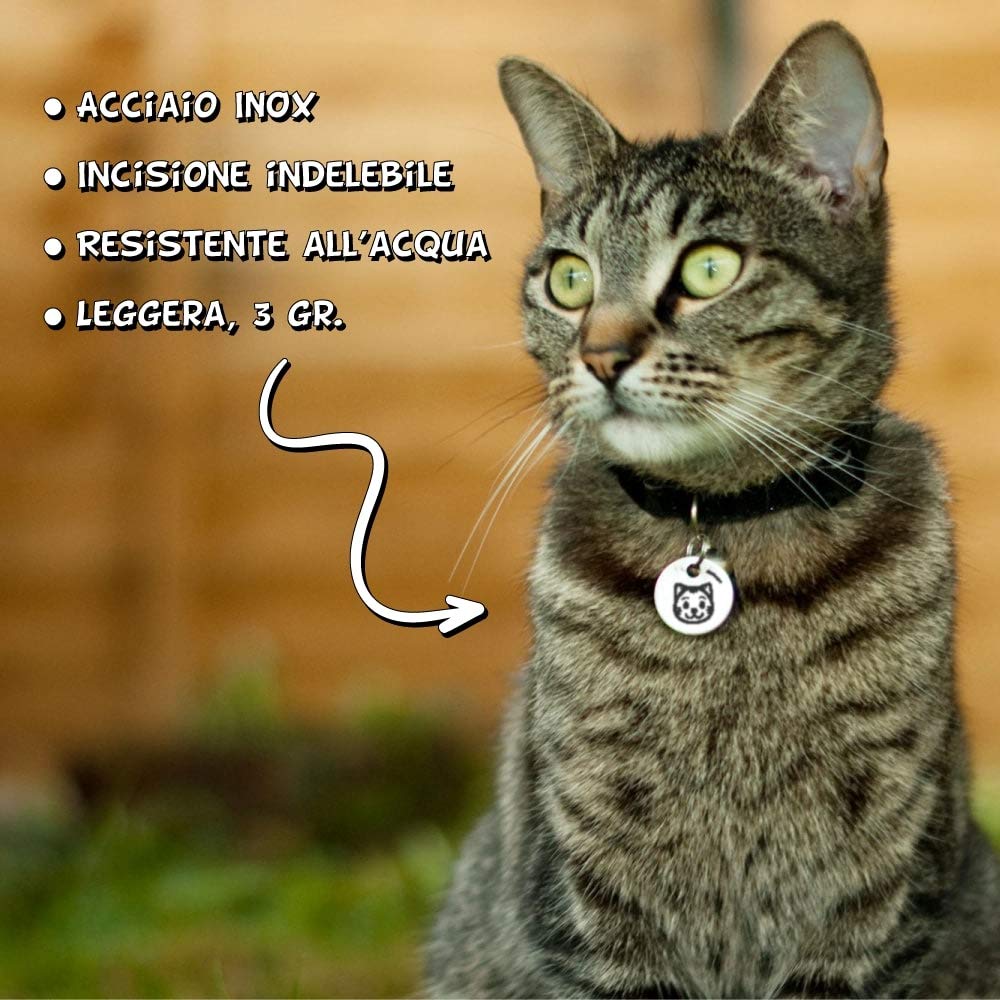 • ACCIAIO INOX
• INCISIONE INDELEBILE
• RESISTENTE ALL'ACQUA
• LEGGERA, 3 GR.